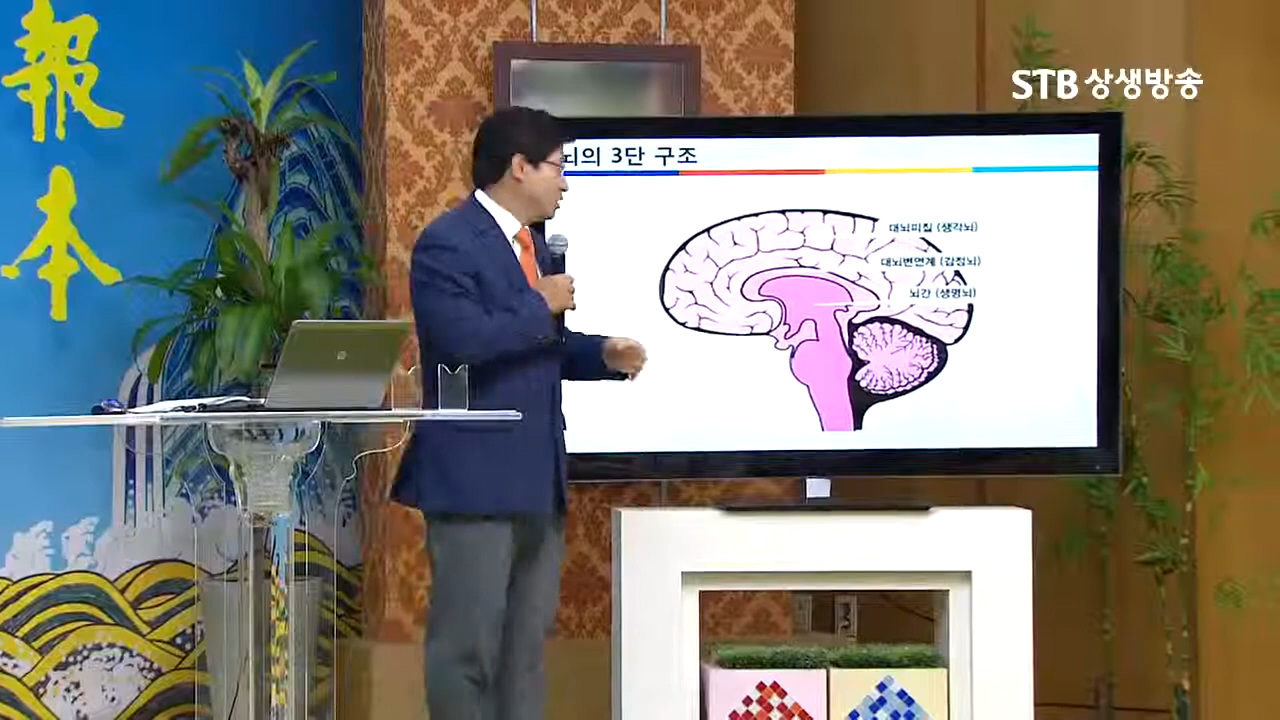 報
本
STB 상생방송
뇌의 3단 구조
대뇌피질 (생각뇌)
대뇌변연계 (감정뇌)
뇌간 (생명뇌)